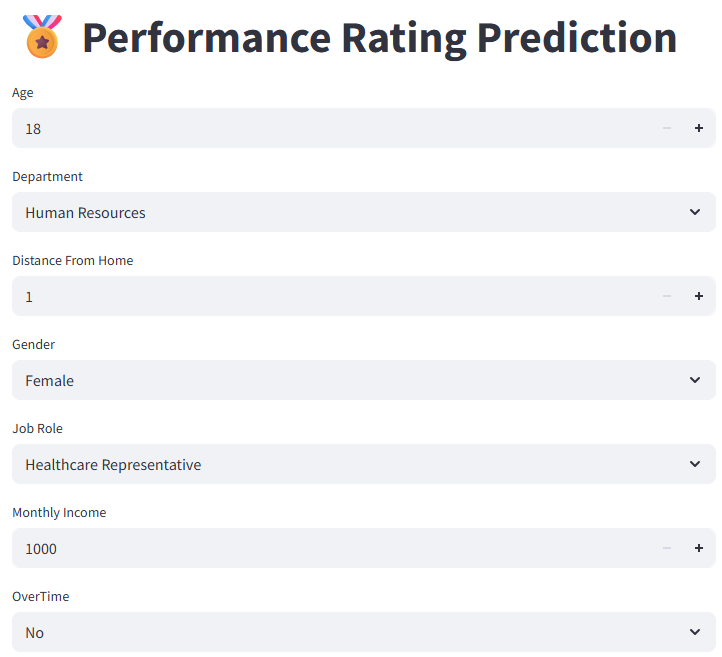 Performance Rating Prediction
Age
18
Department
Human Resources
Distance From Home
1
Gender
Female
Job Role
Healthcare Representative
Monthly Income
1000
OverTime
No